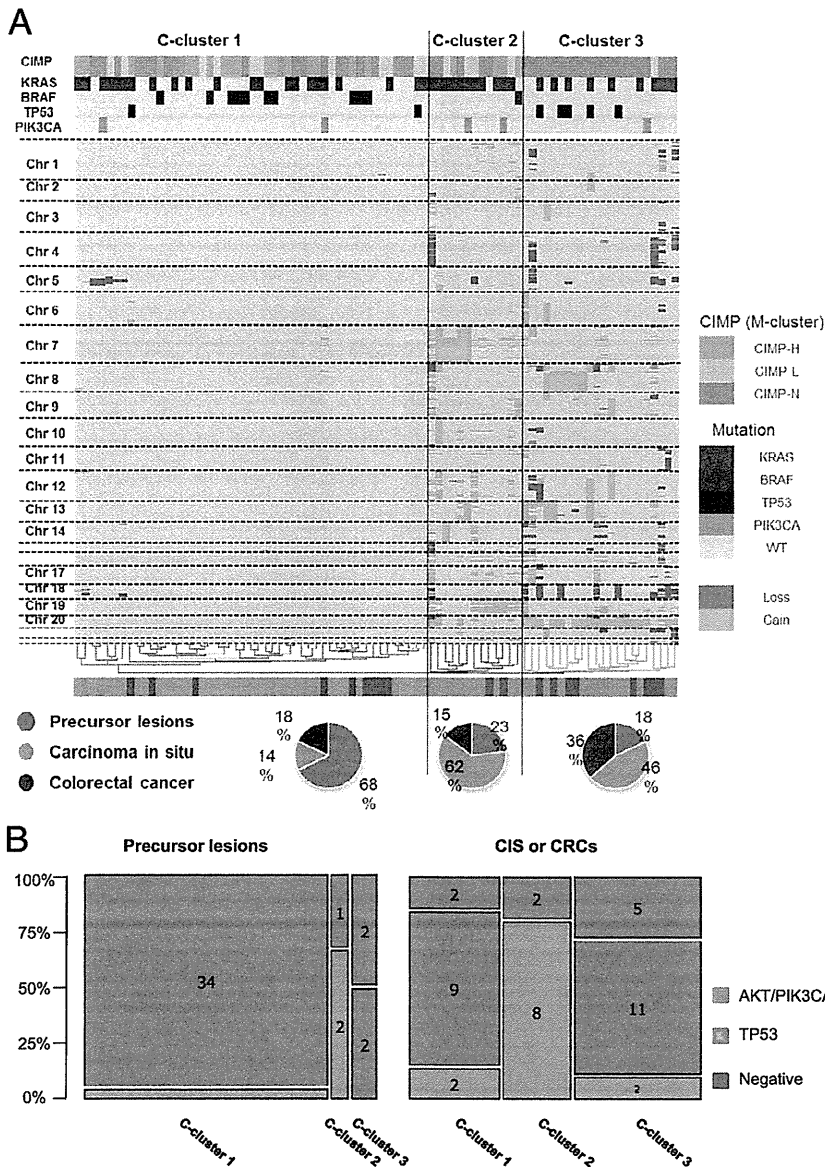 A
C-cluster 1
C-cluster 2
C-cluster 3
CIMP
KRAS
BRAF
TP53
PIK3CA
Chr 1
Chr 2
Chr 3
Chr 4
Chr 5
Chr 6
Chr 7
Chr 8
Chr 9
Chr 10
Chr 11
Chr 12
Chr 13
Chr 14
Chr 17
Chr 18
Chr 19
Chr 20
CIMP (M-cluster)
CIMP-H
CIMP L
CIMP-N
Mutation
KRAS
BRAF
TP53
PIK3CA
WT
Loss
Gain
Precursor lesions
Carcinoma in situ
Colorectal cancer
18
%
14
%
68
%
15
%
23
%
62
%
18
%
36
%
46
%
B
Precursor lesions
CIS or CRCs
100%
75%
50%
25%
0%
34
1
2
2
2
2
9
2
2
8
5
11
2
C-cluster 1
C-cluster 2
C-cluster 3
C-cluster 1
C-cluster 2
C-cluster 3
AKT/PIK3CA
TP53
Negative